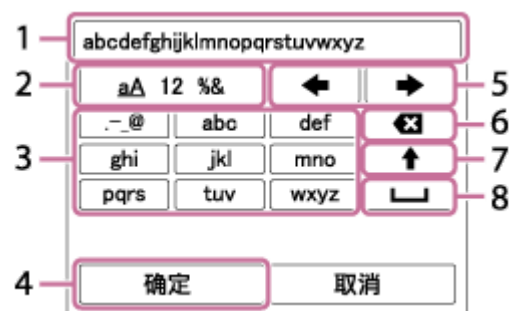 1 abcdefghijklmnopqrstuvwxyz
2 aA 12 %& 5
.-_@ abc def 6
3 ghi jkl mno 7
pqrs tuv wxyz 8
4 确定 取消